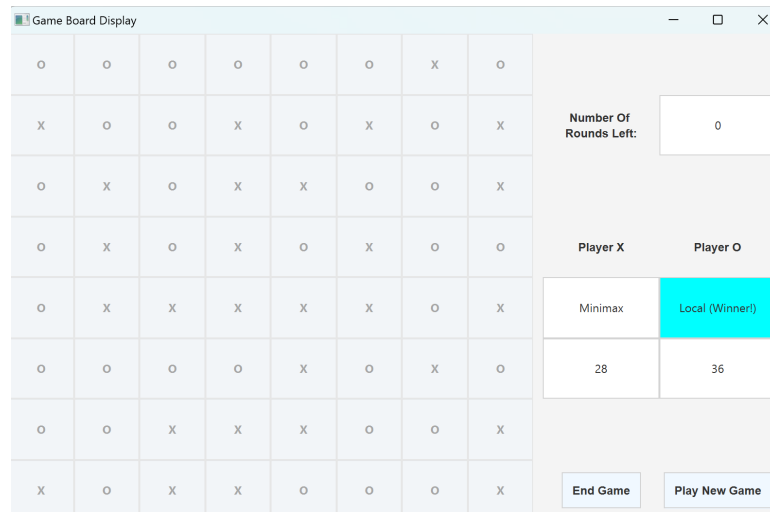 Game Board Display
O O O O O O X O
X O O X O X O X
Number Of
Rounds Left:
0
O X O X X O O X
O X O X O X O O
Player X Player O
O X X X X X O X
Minimax Local (Winner!)
O O O O X O X O
28 36
O O X X X O O X
X O X X O O O X
End Game Play New Game